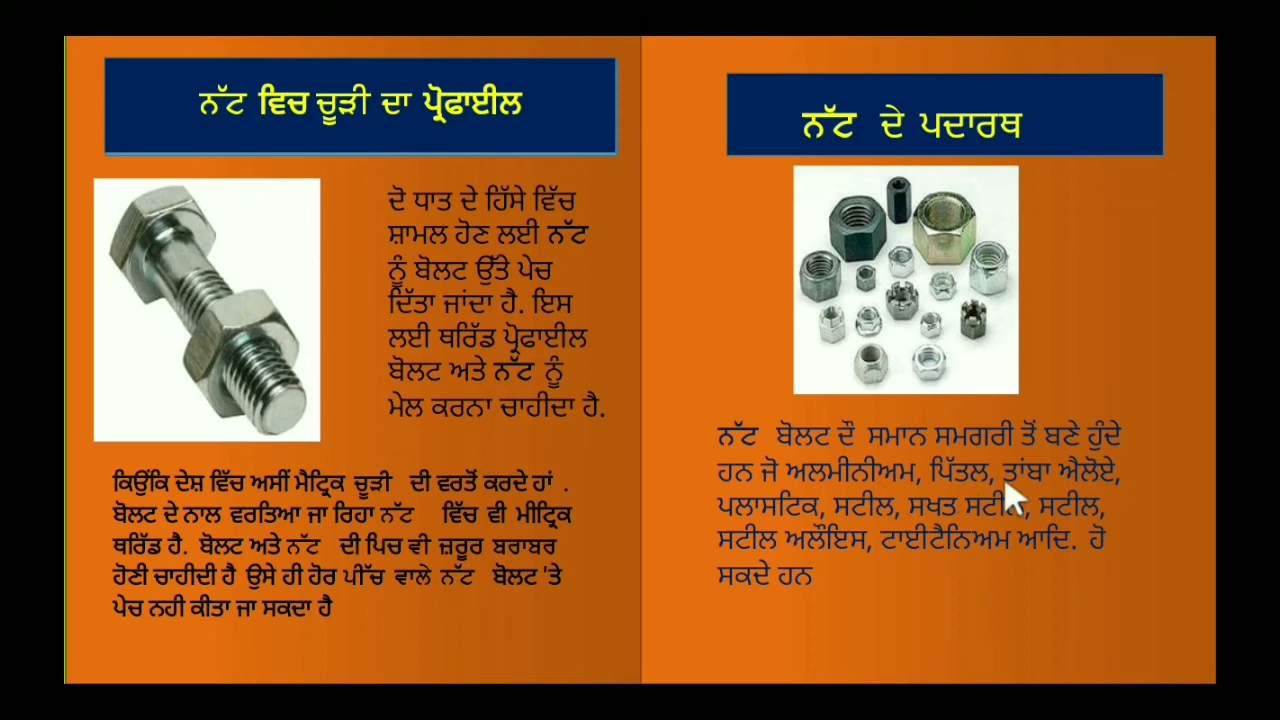 ਨੱਟ ਵਿਚ ਚੂੜੀ ਦਾ ਪ੍ਰੋਫਾਈਲ
ਦੋ ਧਾਤ ਦੇ ਹਿੱਸੇ ਵਿੱਚ
ਸ਼ਾਮਲ ਹੋਣ ਲਈ ਨੱਟ
ਨੂੰ ਬੋਲਟ ਉੱਤੇ ਪੇਚ
ਦਿੱਤਾ ਜਾਂਦਾ ਹੈ. ਇਸ
ਲਈ ਥਰਿੱਡ ਪ੍ਰੋਫਾਈਲ
ਬੋਲਟ ਅਤੇ ਨੱਟ ਨੂੰ
ਮੇਲ ਕਰਨਾ ਚਾਹੀਦਾ ਹੈ.
ਕਿਉਂਕਿ ਦੇਸ਼ ਵਿੱਚ ਅਸੀਂ ਮੈਟ੍ਰਿਕ ਚੂੜੀ ਦੀ ਵਰਤੋਂ ਕਰਦੇ ਹਾਂ .
ਬੋਲਟ ਦੇ ਨਾਲ ਵਰਤਿਆ ਜਾ ਰਿਹਾ ਨੱਟ ਵਿੱਚ ਵੀ ਮੀਟ੍ਰਿਕ
ਥਰਿੱਡ ਹੈ. ਬੋਲਟ ਅਤੇ ਨੱਟ ਦੀ ਪਿਚ ਵੀ ਜ਼ਰੂਰ ਬਰਾਬਰ
ਹੋਣੀ ਚਾਹੀਦੀ ਹੈ ਉਸੇ ਹੀ ਹੋਰ ਪੀੱਚ ਵਾਲੇ ਨੱਟ ਬੋਲਟ 'ਤੇ
ਪੇਚ ਨਹੀ ਕੀਤਾ ਜਾ ਸਕਦਾ ਹੈ
ਨੱਟ ਦੇ ਪਦਾਰਥ
ਨੱਟ ਬੋਲਟ ਦੌ ਸਮਾਨ ਸਮਗਰੀ ਤੋਂ ਬਣੇ ਹੁੰਦੇ
ਹਨ ਜੋ ਅਲਮੀਨੀਅਮ, ਪਿੱਤਲ, ਤਾਂਬਾ ਐਲੋਏ,
ਪਲਾਸਟਿਕ, ਸਟੀਲ, ਸਖਤ ਸਟੀਲ, ਸਟੀਲ,
ਸਟੀਲ ਅਲੌਇਸ, ਟਾਈਟੈਨਿਅਮ ਆਦਿ. ਹੋ
ਸਕਦੇ ਹਨ